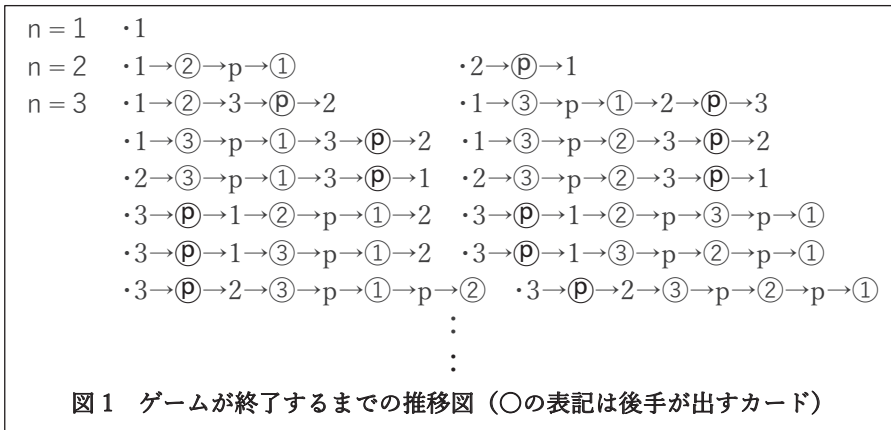 n = 1 ・1
n = 2 ・1→②→p→① ・2→ⓟ→1
n = 3 ・1→②→3→ⓟ→2 ・1→③→p→①→2→ⓟ→3
・1→③→p→①→3→ⓟ→2 ・1→③→p→②→3→ⓟ→2
・2→③→p→①→3→ⓟ→1 ・2→③→p→②→3→ⓟ→1
・3→ⓟ→1→②→p→①→2 ・3→ⓟ→1→②→p→③→p→①
・3→ⓟ→1→③→p→①→2 ・3→ⓟ→1→③→p→②→p→①
・3→ⓟ→2→③→p→①→p→② ・3→ⓟ→2→③→p→②→p→①
：
：
図1 ゲームが終了するまでの推移図（〇の表記は後手が出すカード）